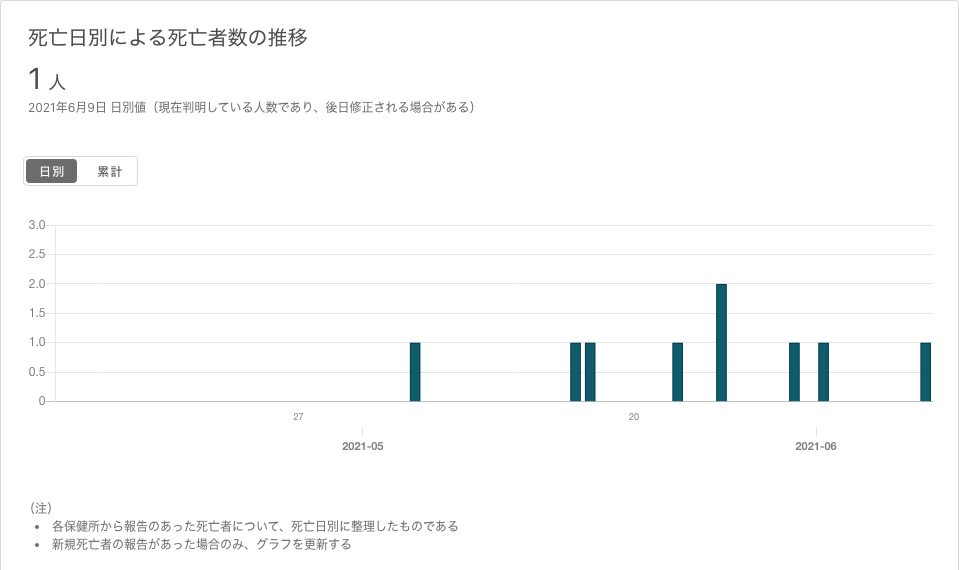 死亡日別による死亡者数の推移
1 人
2021年6月9日 日別値（現在判明している人数であり、後日修正される場合がある）
日別 累計
3.0
2.5
2.0
1.5
1.0
0.5
0
27 20
2021-05 2021-06
（注）
• 各保健所から報告のあった死亡者について、死亡日別に整理したものである
• 新規死亡者の報告があった場合のみ、グラフを更新する